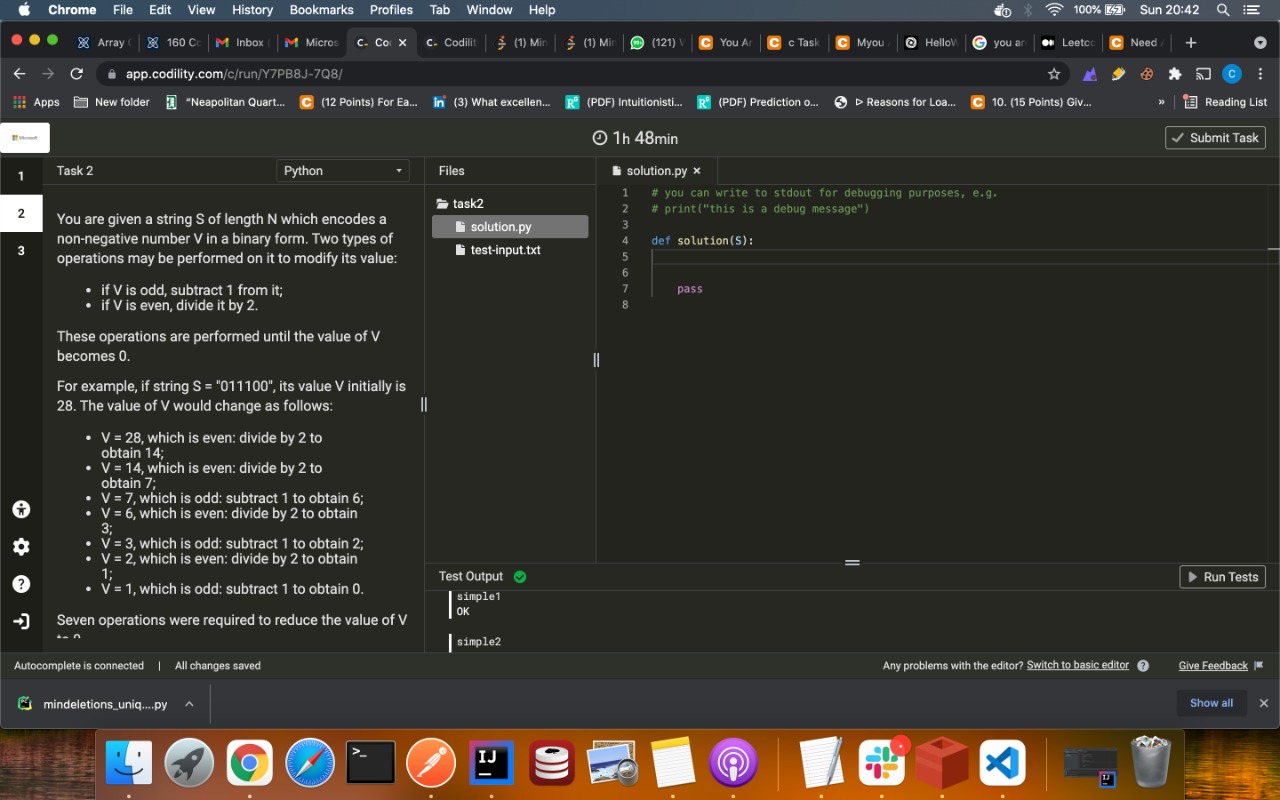 Chrome File Edit View History Bookmarks Profiles Tab Window Help 100% Sun 20:42
Array ( 160 Co Inbox ( Micros Co Codilit (1) Min (1) Min (121) You Ar c Task Myou HelloV you are Leetc Need
app.codility.com/c/run/Y7PB8J-7Q8/ C
Apps New folder "Neapolitan Quart... (12 Points) For Ea... (3) What excellen... (PDF) Intuitionisti... (PDF) Prediction o... Reasons for Loa... 10. (15 Points) Giv... » Reading List
Microsoft 1h 48min Submit Task
1
2
3
Task 2 Python
You are given a string S of length N which encodes a
non-negative number V in a binary form. Two types of
operations may be performed on it to modify its value:
• if V is odd, subtract 1 from it;
• if V is even, divide it by 2.
These operations are performed until the value of V
becomes 0.
For example, if string S = "011100", its value V initially is
28. The value of V would change as follows:
• V = 28, which is even: divide by 2 to
obtain 14;
• V = 14, which is even: divide by 2 to
obtain 7;
• V = 7, which is odd: subtract 1 to obtain 6;
• V = 6, which is even: divide by 2 to obtain
3;
• V = 3, which is odd: subtract 1 to obtain 2;
• V = 2, which is even: divide by 2 to obtain
1;
• V = 1, which is odd: subtract 1 to obtain 0.
Seven operations were required to reduce the value of V
Files
task2
solution.py
test-input.txt
solution.py ×
1 # you can write to stdout for debugging purposes, e.g.
2 # print("this is a debug message")
3
4 def solution(S):
5
6
7 pass
8
Test Output Run Tests
simple1
OK
simple2
Autocomplete is connected | All changes saved Any problems with the editor? Switch to basic editor ? Give Feedback
mindeletions_uniq....py Show all
IJ
IJ